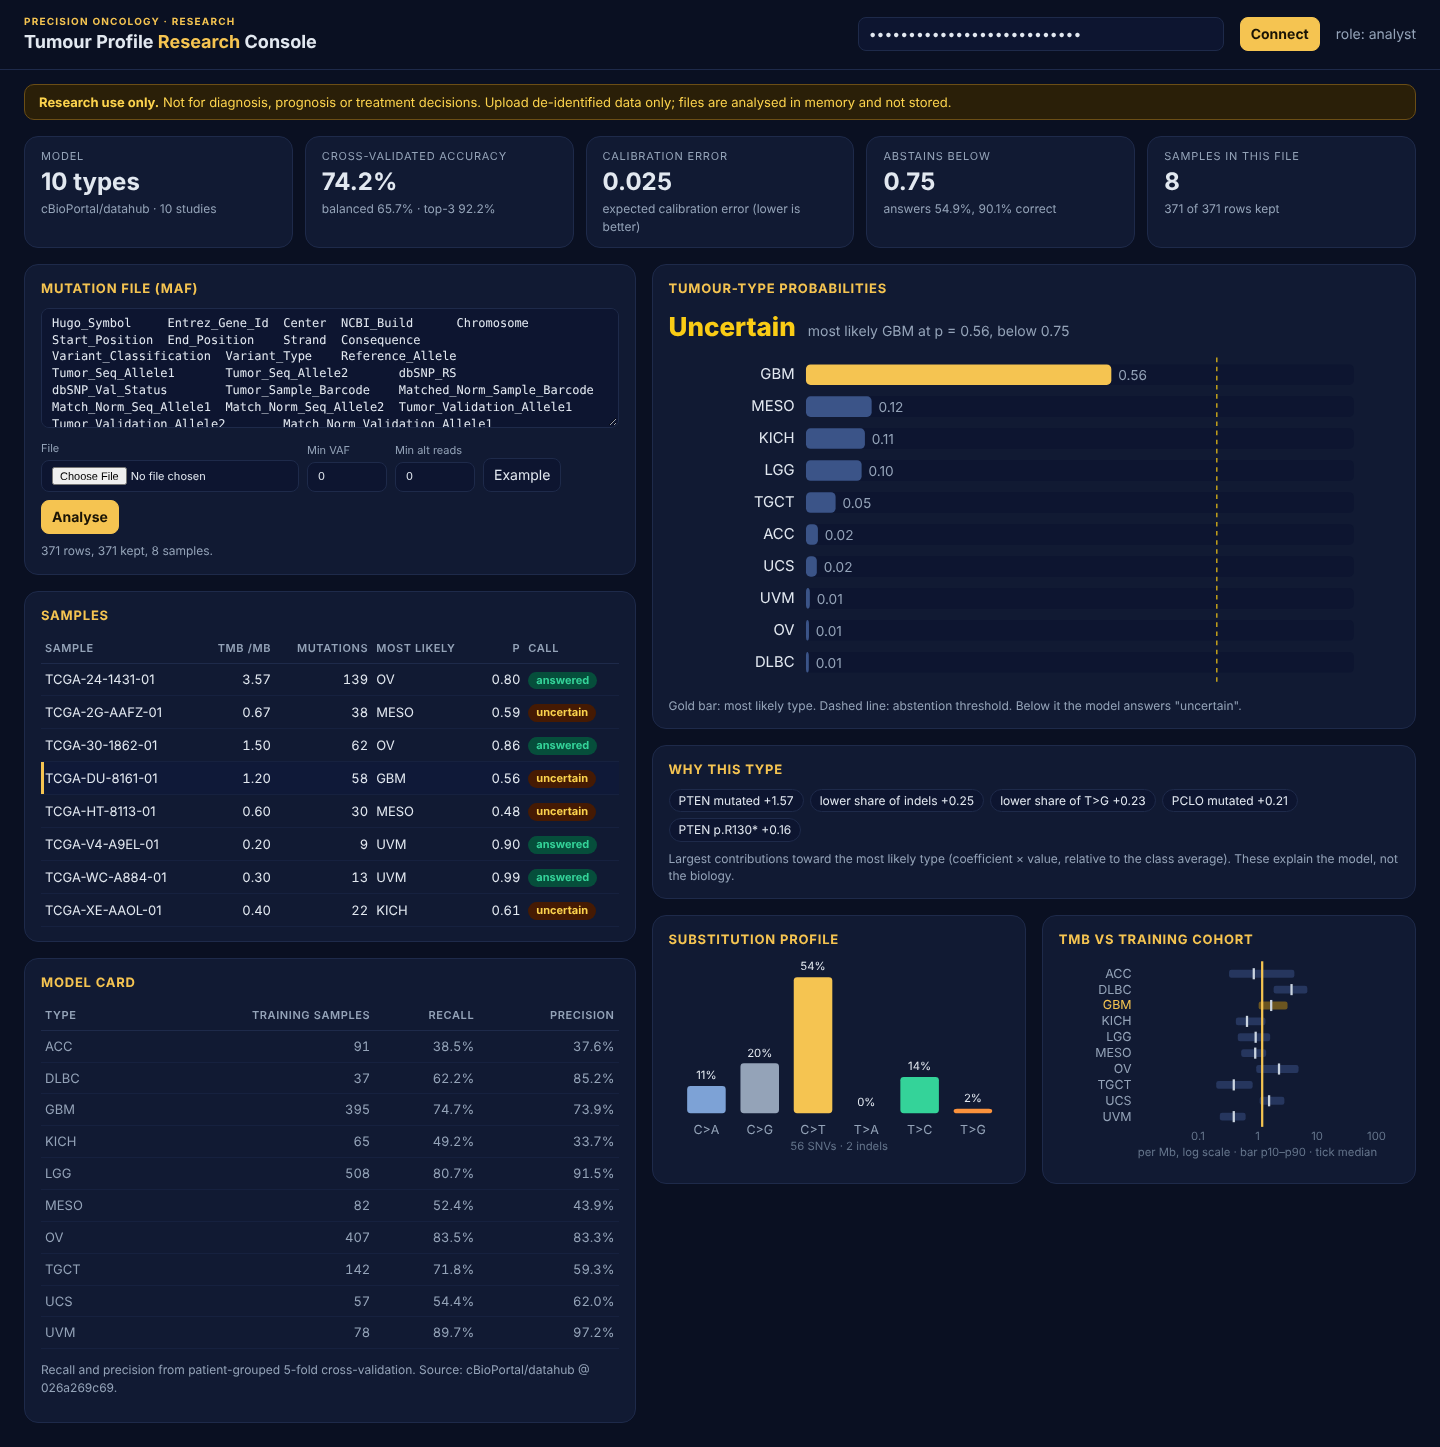 PRECISION ONCOLOGY · RESEARCH
Tumour Profile Research Console
••••••••••••••••••••••••••• Connect role: analyst
Research use only. Not for diagnosis, prognosis or treatment decisions. Upload de-identified data only; files are analysed in memory and not stored.
MODEL
10 types
cBioPortal/datahub · 10 studies
CROSS-VALIDATED ACCURACY
74.2%
balanced 65.7% · top-3 92.2%
CALIBRATION ERROR
0.025
expected calibration error (lower is
better)
ABSTAINS BELOW
0.75
answers 54.9%, 90.1% correct
SAMPLES IN THIS FILE
8
371 of 371 rows kept
MUTATION FILE (MAF)
Hugo_Symbol Entrez_Gene_Id Center NCBI_Build Chromosome
Start_Position End_Position Strand Consequence
Variant_Classification Variant_Type Reference_Allele
Tumor_Seq_Allele1 Tumor_Seq_Allele2 dbSNP_RS
dbSNP_Val_Status Tumor_Sample_Barcode Matched_Norm_Sample_Barcode
Match_Norm_Seq_Allele1 Match_Norm_Seq_Allele2 Tumor_Validation_Allele1
Tumor_Validation_Allele2 Match_Norm_Validation_Allele1
File Min VAF Min alt reads
Choose File No file chosen 0 0 Example
Analyse
371 rows, 371 kept, 8 samples.
SAMPLES
SAMPLE TMB /MB MUTATIONS MOST LIKELY P CALL
TCGA-24-1431-01 3.57 139 OV 0.80 answered
TCGA-2G-AAFZ-01 0.67 38 MESO 0.59 uncertain
TCGA-30-1862-01 1.50 62 OV 0.86 answered
TCGA-DU-8161-01 1.20 58 GBM 0.56 uncertain
TCGA-HT-8113-01 0.60 30 MESO 0.48 uncertain
TCGA-V4-A9EL-01 0.20 9 UVM 0.90 answered
TCGA-WC-A884-01 0.30 13 UVM 0.99 answered
TCGA-XE-AAOL-01 0.40 22 KICH 0.61 uncertain
MODEL CARD
TYPE TRAINING SAMPLES RECALL PRECISION
ACC 91 38.5% 37.6%
DLBC 37 62.2% 85.2%
GBM 395 74.7% 73.9%
KICH 65 49.2% 33.7%
LGG 508 80.7% 91.5%
MESO 82 52.4% 43.9%
OV 407 83.5% 83.3%
TGCT 142 71.8% 59.3%
UCS 57 54.4% 62.0%
UVM 78 89.7% 97.2%
Recall and precision from patient-grouped 5-fold cross-validation. Source: cBioPortal/datahub @
026a269c69.
TUMOUR-TYPE PROBABILITIES
Uncertain most likely GBM at p = 0.56, below 0.75
GBM 0.56
MESO 0.12
KICH 0.11
LGG 0.10
TGCT 0.05
ACC 0.02
UCS 0.02
UVM 0.01
OV 0.01
DLBC 0.01
Gold bar: most likely type. Dashed line: abstention threshold. Below it the model answers "uncertain".
WHY THIS TYPE
PTEN mutated +1.57 lower share of indels +0.25 lower share of T>G +0.23 PCLO mutated +0.21
PTEN p.R130* +0.16
Largest contributions toward the most likely type (coefficient × value, relative to the class average). These explain the model, not
the biology.
SUBSTITUTION PROFILE
11% 20% 54% 0% 14% 2%
C>A C>G C>T T>A T>C T>G
56 SNVs · 2 indels
TMB VS TRAINING COHORT
ACC
DLBC
GBM
KICH
LGG
MESO
OV
TGCT
UCS
UVM
0.1 1 10 100
per Mb, log scale · bar p10–p90 · tick median